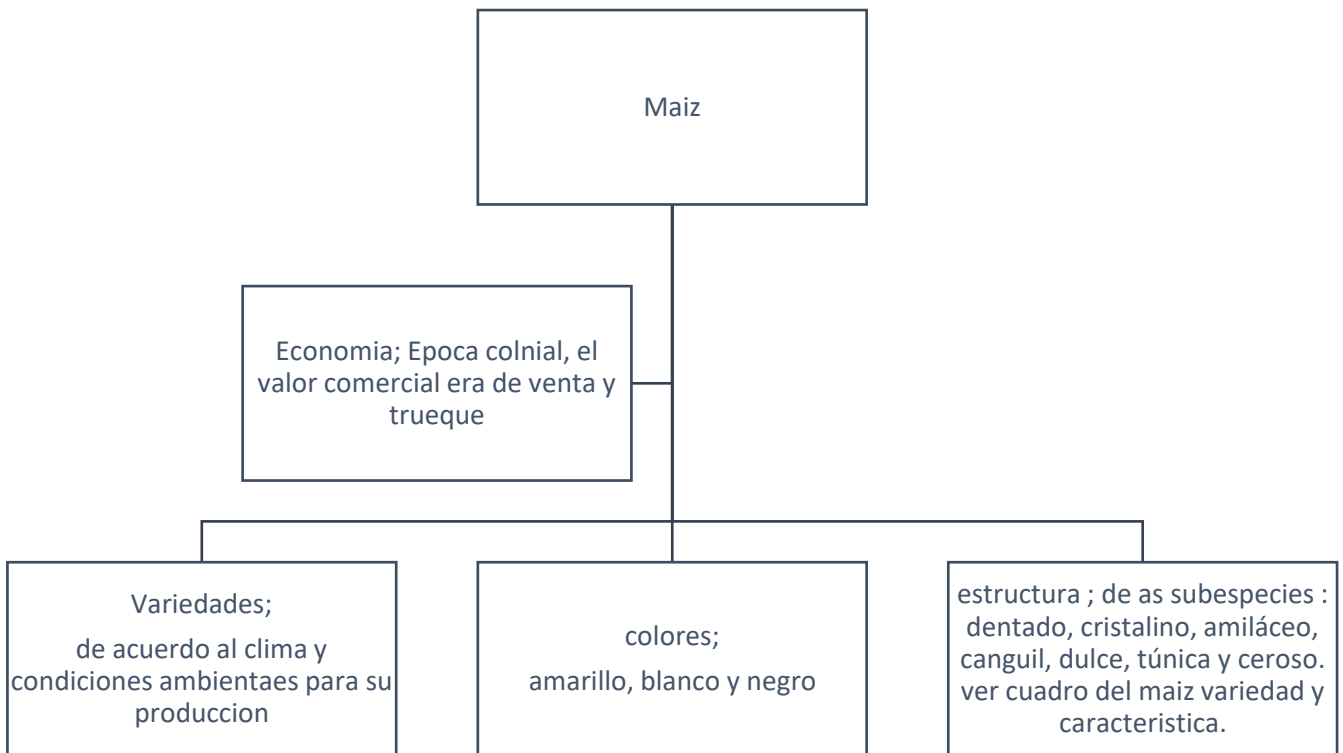 Maiz
Economia; Epoca colnial, el
valor comercial era de venta y
trueque
Variedades;
de acuerdo al clima y
condiciones ambientaes para su
produccion
colores;
amarillo, blanco y negro
estructura ; de as subespecies :
dentado, cristalino, amiláceo,
canguil, dulce, túnica y ceroso.
ver cuadro del maiz variedad y
caracteristica.